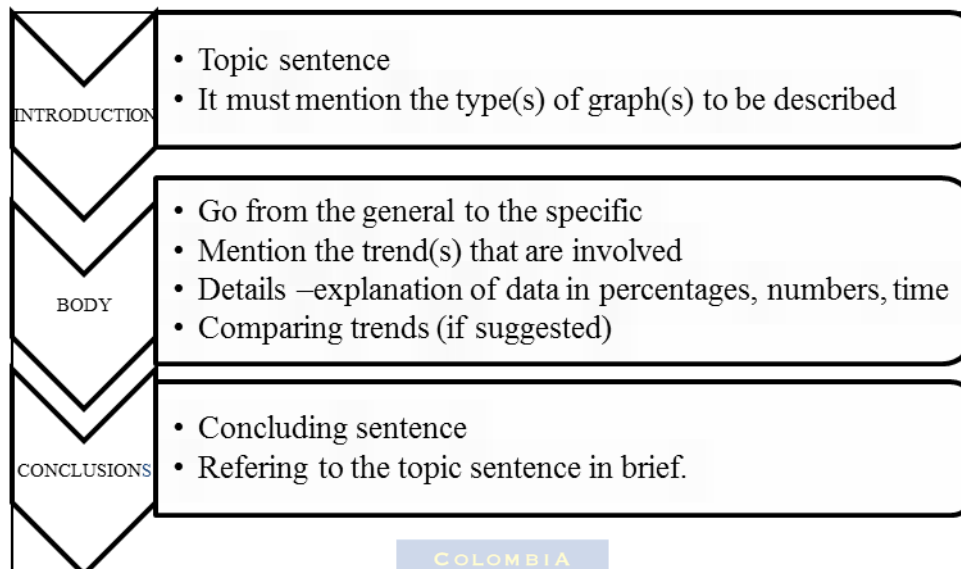 INTRODUCTION
• Topic sentence
• It must mention the type(s) of graph(s) to be described
BODY
• Go from the general to the specific
• Mention the trend(s) that are involved
• Details –explanation of data in percentages, numbers, time
• Comparing trends (if suggested)
CONCLUSIONS
• Concluding sentence
• Refering to the topic sentence in brief.
COLOMBIA